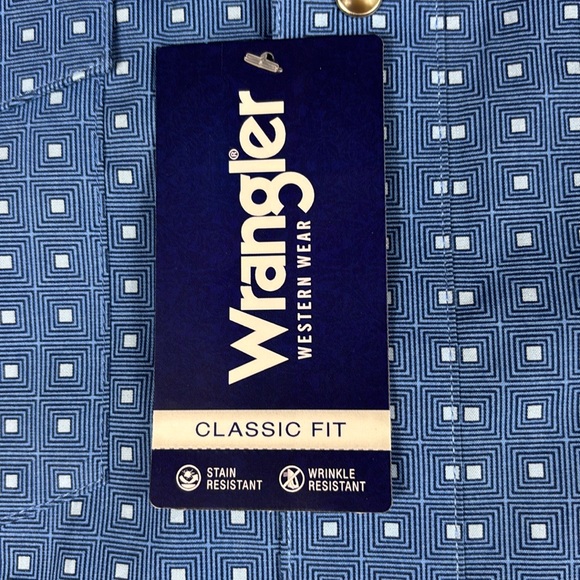 Wrangler®
WESTERN WEAR
CLASSIC FIT
STAIN
RESISTANT
WRINKLE
RESISTANT